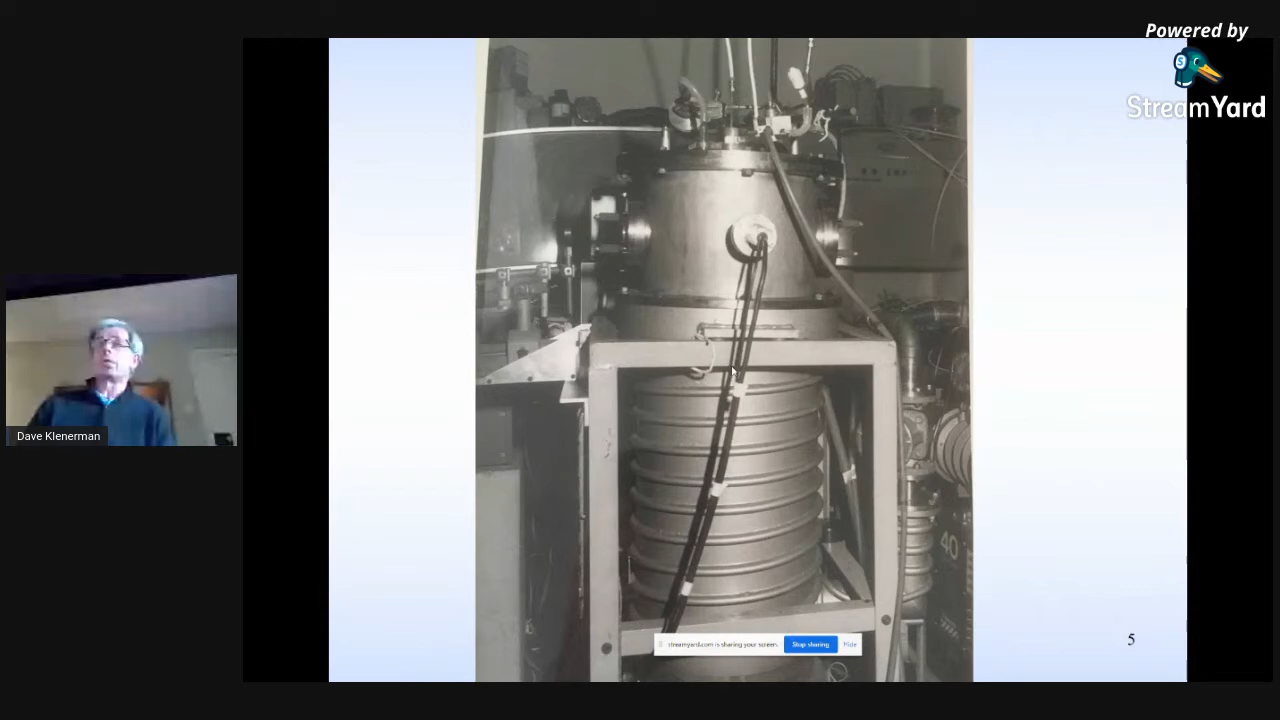 Powered by
StreamYard
Dave Klenerman
40
streamyard.com is sharing your screen.
Stop sharing
Hide
5